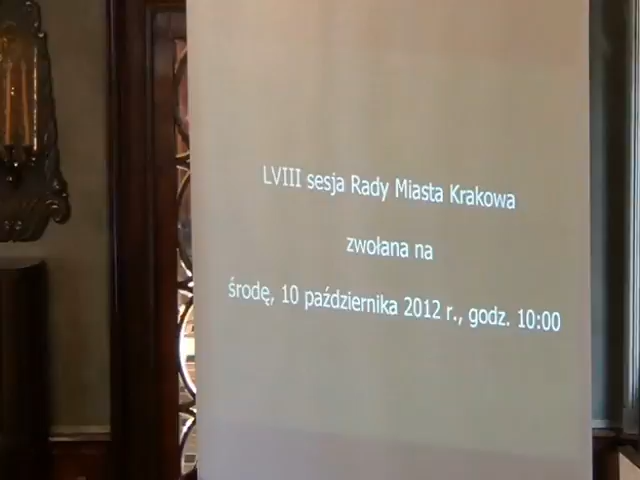 LVIII sesja Rady Miasta Krakowa
zwołana na
środę, 10 października 2012 r., godz. 10:00